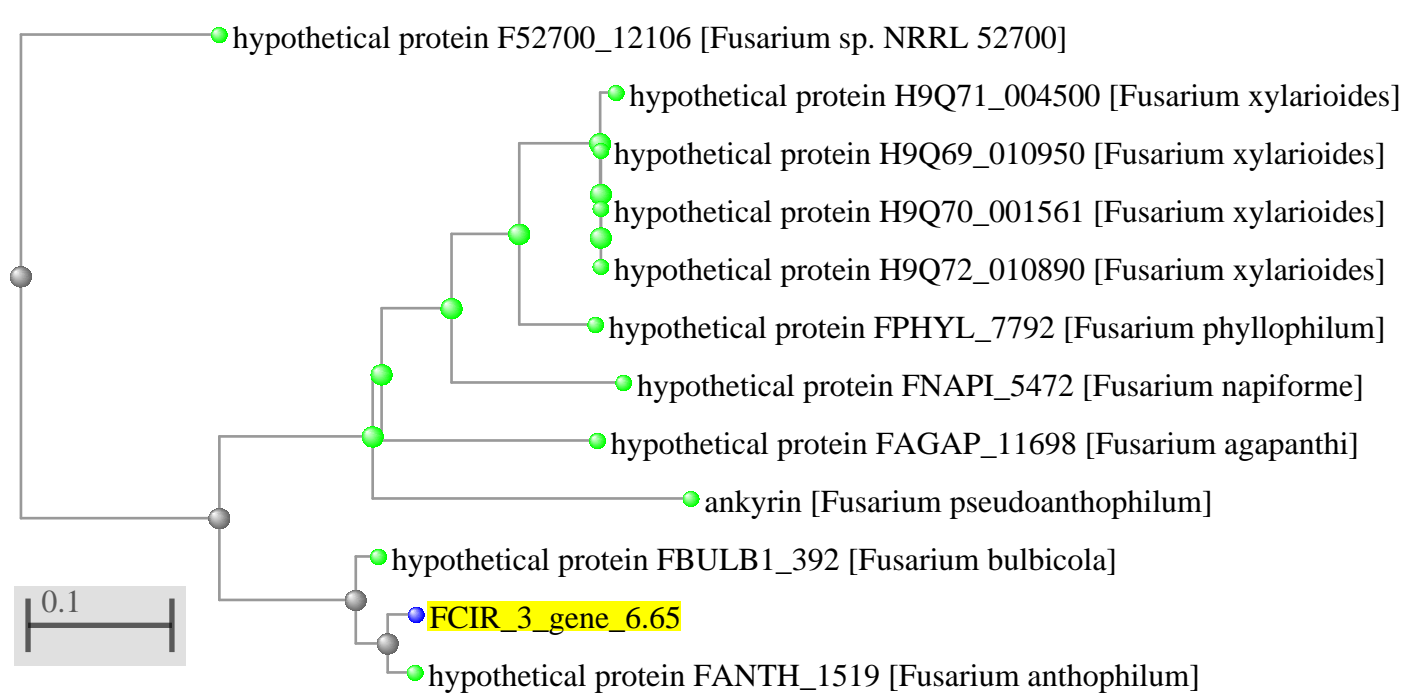 hypothetical protein F52700_12106 [Fusarium sp. NRRL 52700]
hypothetical protein H9Q71_004500 [Fusarium xylarioides]
hypothetical protein H9Q69_010950 [Fusarium xylarioides]
hypothetical protein H9Q70_001561 [Fusarium xylarioides]
hypothetical protein H9Q72_010890 [Fusarium xylarioides]
hypothetical protein FPHYL_7792 [Fusarium phyllophilum]
hypothetical protein FNAPI_5472 [Fusarium napiforme]
hypothetical protein FAGAP_11698 [Fusarium agapanthi]
ankyrin [Fusarium pseudoanthophilum]
hypothetical protein FBULB1_392 [Fusarium bulbicola]
0.1
FCIR_3_gene_6.65
hypothetical protein FANTH_1519 [Fusarium anthophilum]